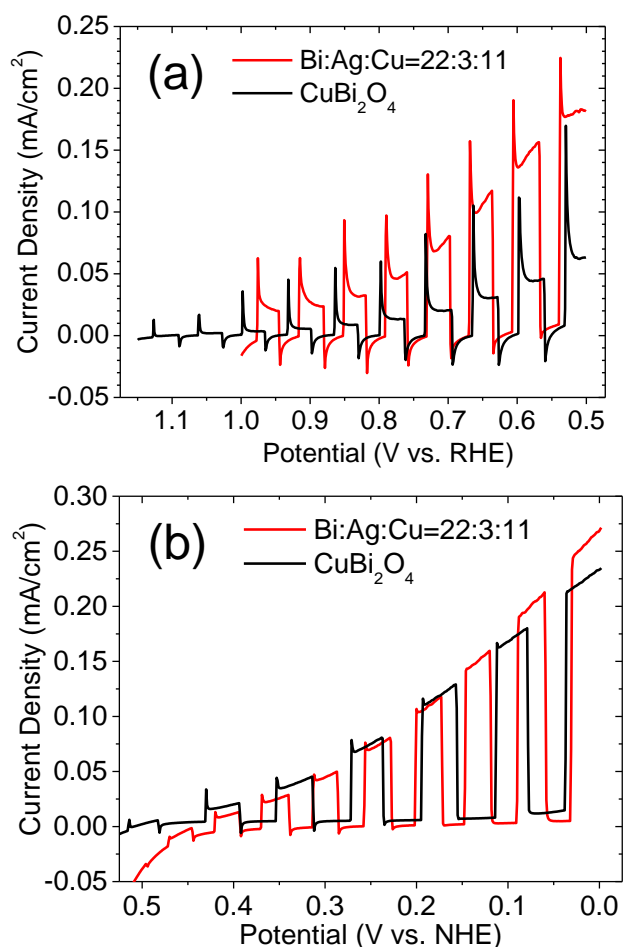 (a)
Bi:Ag:Cu=22:3:11
CuBi₂O₄
Current Density (mA/cm²)
0.25
0.20
0.15
0.10
0.05
0.00
-0.05
1.1 1.0 0.9 0.8 0.7 0.6 0.5
Potential (V vs. RHE)
(b)
Bi:Ag:Cu=22:3:11
CuBi₂O₄
Current Density (mA/cm²)
0.30
0.25
0.20
0.15
0.10
0.05
0.00
-0.05
0.5 0.4 0.3 0.2 0.1 0.0
Potential (V vs. NHE)